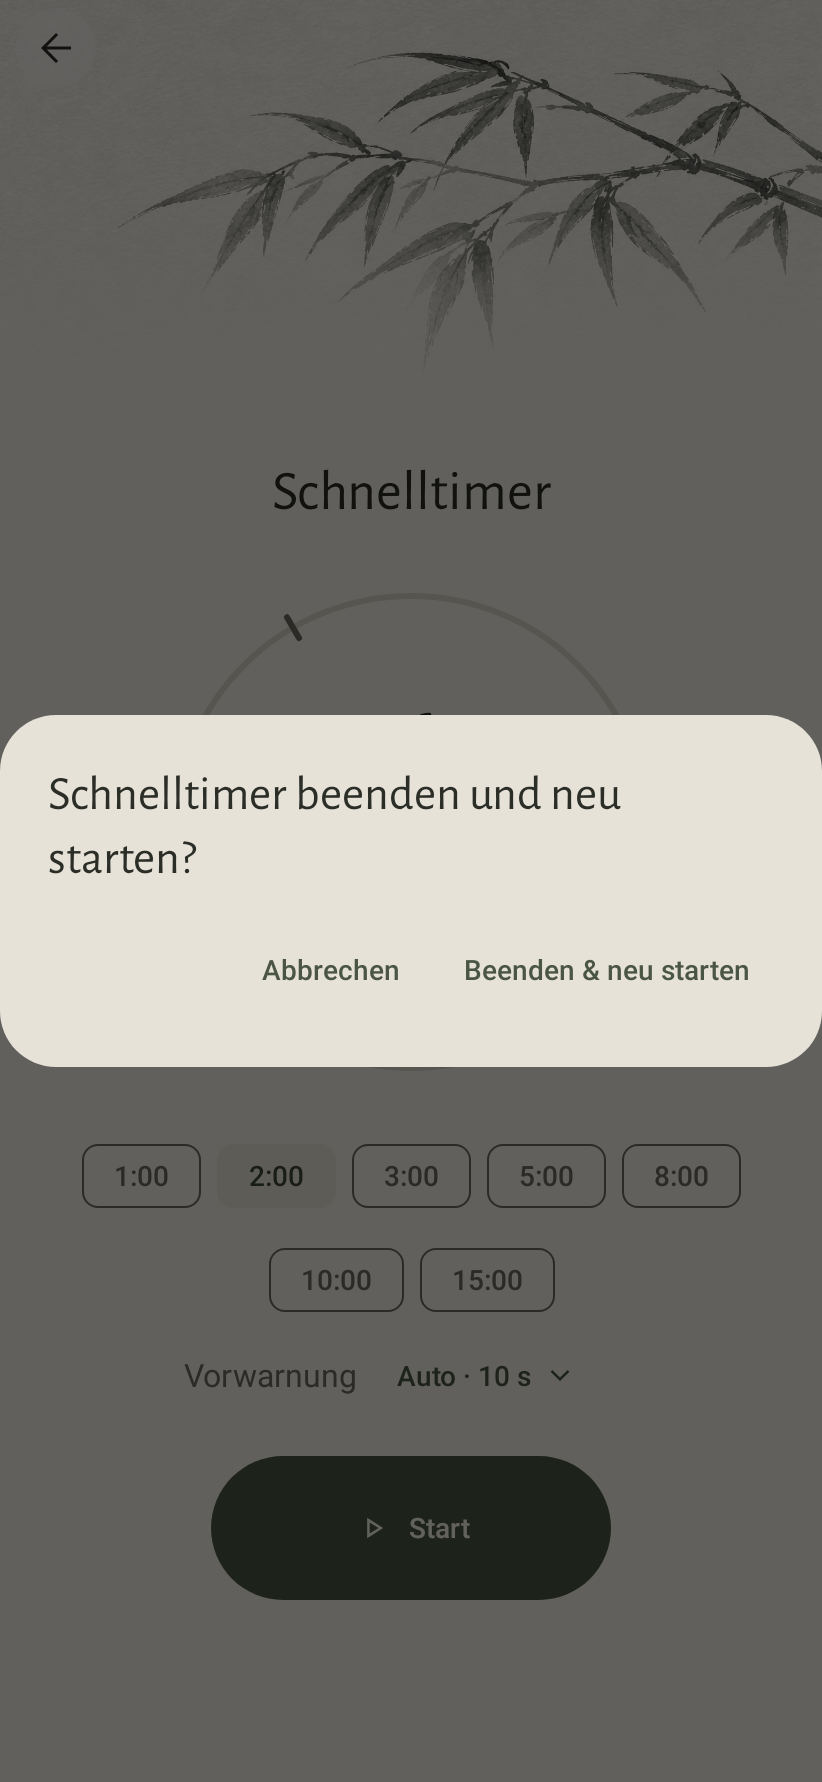 Schnelltimer
Schnelltimer beenden und neu
starten?
Abbrechen Beenden & neu starten
1:00 2:00 3:00 5:00 8:00
10:00 15:00
Vorwarnung Auto · 10 s
Start